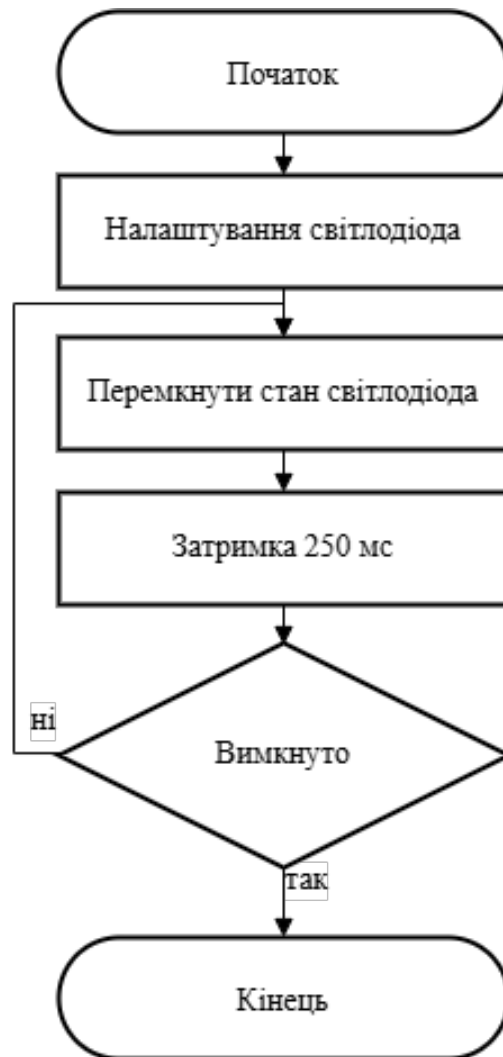 Початок
Налаштування світлодіода
Перемкнути стан світлодіода
Затримка 250 мс
ні
Вимкнуто
так
Кінець